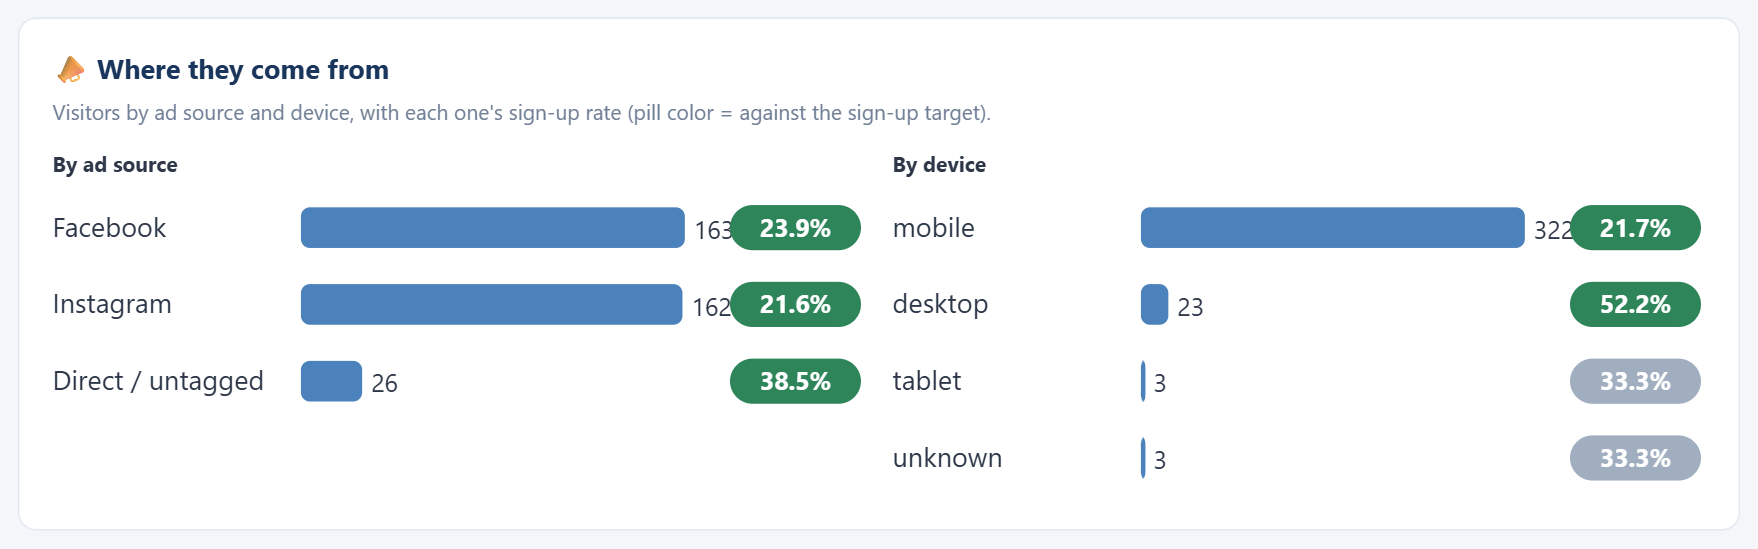 Where they come from
Visitors by ad source and device, with each one's sign-up rate (pill color = against the sign-up target).
By ad source
Facebook 163 23.9%
Instagram 162 21.6%
Direct / untagged 26 38.5%
By device
mobile 322 21.7%
desktop 23 52.2%
tablet 3 33.3%
unknown 3 33.3%